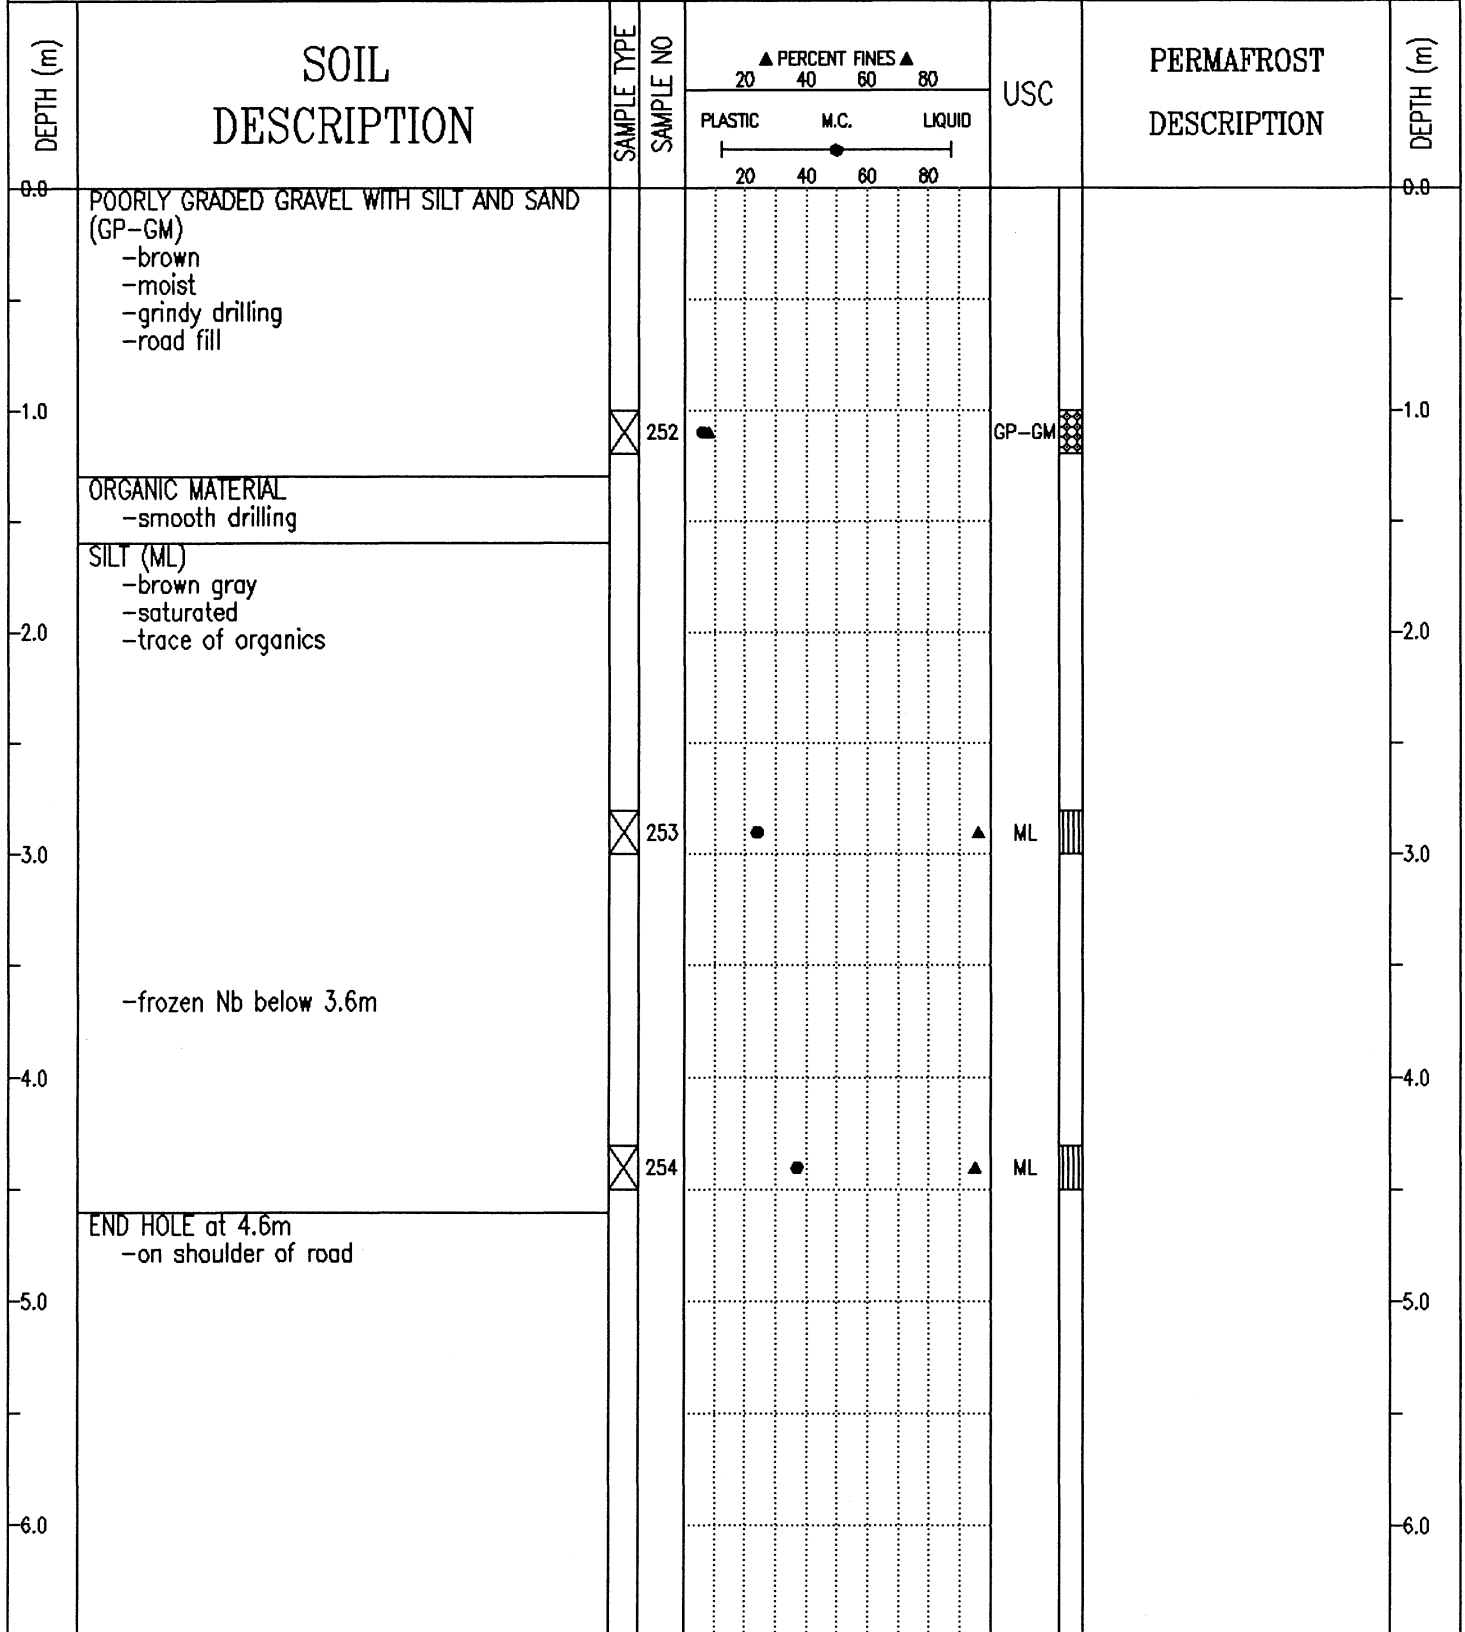 DEPTH (m)
SOIL
DESCRIPTION
SAMPLE TYPE
SAMPLE NO
▲ PERCENT FINES ▲
20 40 60 80
PLASTIC M.C. LIQUID
20 40 60 80
USC
PERMAFROST
DESCRIPTION
DEPTH (m)
0.0 0.0
POORLY GRADED GRAVEL WITH SILT AND SAND
(GP-GM)
-brown
-moist
-grindy drilling
-road fill
1.0 1.0
252 GP-GM
ORGANIC MATERIAL
-smooth drilling
SILT (ML)
-brown gray
-saturated
2.0 -trace of organics 2.0
253 ML
3.0 3.0
-frozen Nb below 3.6m
4.0 4.0
254 ML
END HOLE at 4.6m
-on shoulder of road
5.0 5.0
6.0 6.0